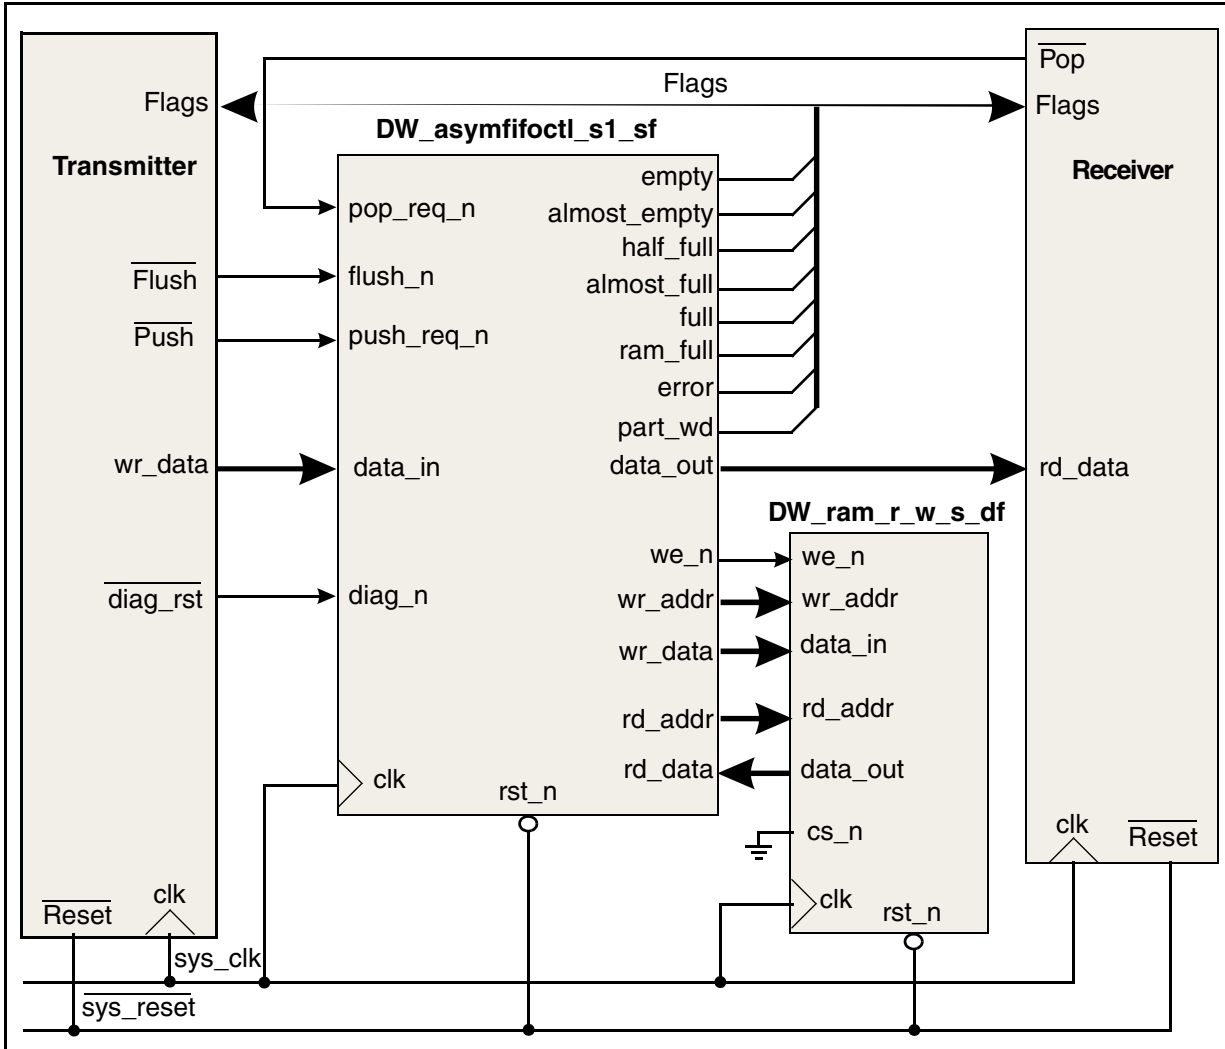 Pop
Flags
Flags
Flags
DW_asymfifoctl_s1_sf
Transmitter
Receiver
empty
pop_req_n
almost_empty
half_full
Flush
flush_n
almost_full
full
Push
push_req_n
ram_full
error
part_wd
wr_data
data_in
data_out
rd_data
DW_ram_r_w_s_df
we_n
we_n
diag_rst
diag_n
wr_addr
wr_addr
wr_data
data_in
rd_addr
rd_addr
rd_data
data_out
clk
rst_n
cs_n
clk
Reset
clk
Reset
clk
rst_n
sys_clk
sys_reset